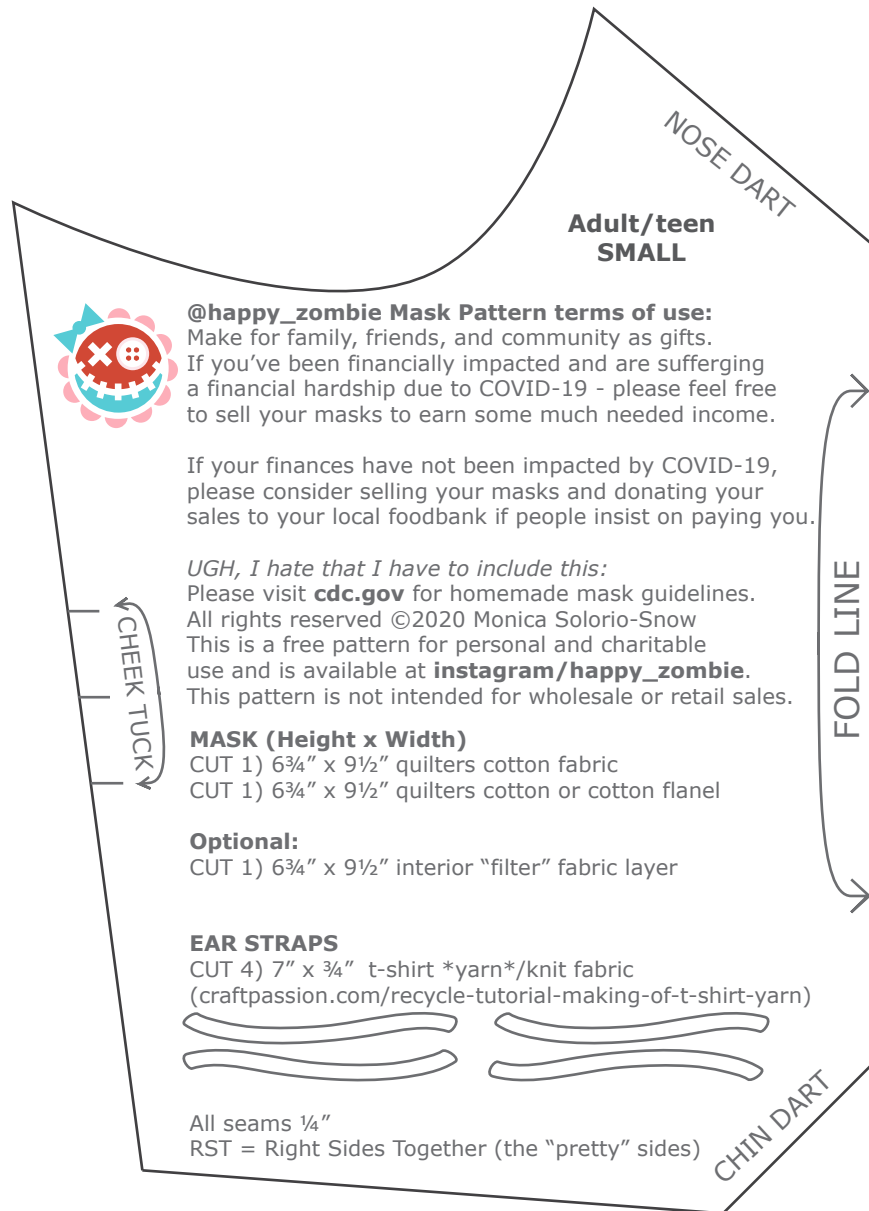 NOSE DART
Adult/teen
SMALL
@happy_zombie Mask Pattern terms of use:
Make for family, friends, and community as gifts.
If you’ve been financially impacted and are sufferging
a financial hardship due to COVID-19 - please feel free
to sell your masks to earn some much needed income.
If your finances have not been impacted by COVID-19,
please consider selling your masks and donating your
sales to your local foodbank if people insist on paying you.
UGH, I hate that I have to include this:
Please visit cdc.gov for homemade mask guidelines.
All rights reserved ©2020 Monica Solorio-Snow
This is a free pattern for personal and charitable
use and is available at instagram/happy_zombie.
This pattern is not intended for wholesale or retail sales.
FOLD LINE
CHEEK TUCK
MASK (Height x Width)
CUT 1) 6¾” x 9½” quilters cotton fabric
CUT 1) 6¾” x 9½” quilters cotton or cotton flanel
Optional:
CUT 1) 6¾” x 9½” interior “filter” fabric layer
EAR STRAPS
CUT 4) 7” x ¾” t-shirt *yarn*/knit fabric
(craftpassion.com/recycle-tutorial-making-of-t-shirt-yarn)
All seams ¼”
RST = Right Sides Together (the “pretty” sides)
CHIN DART